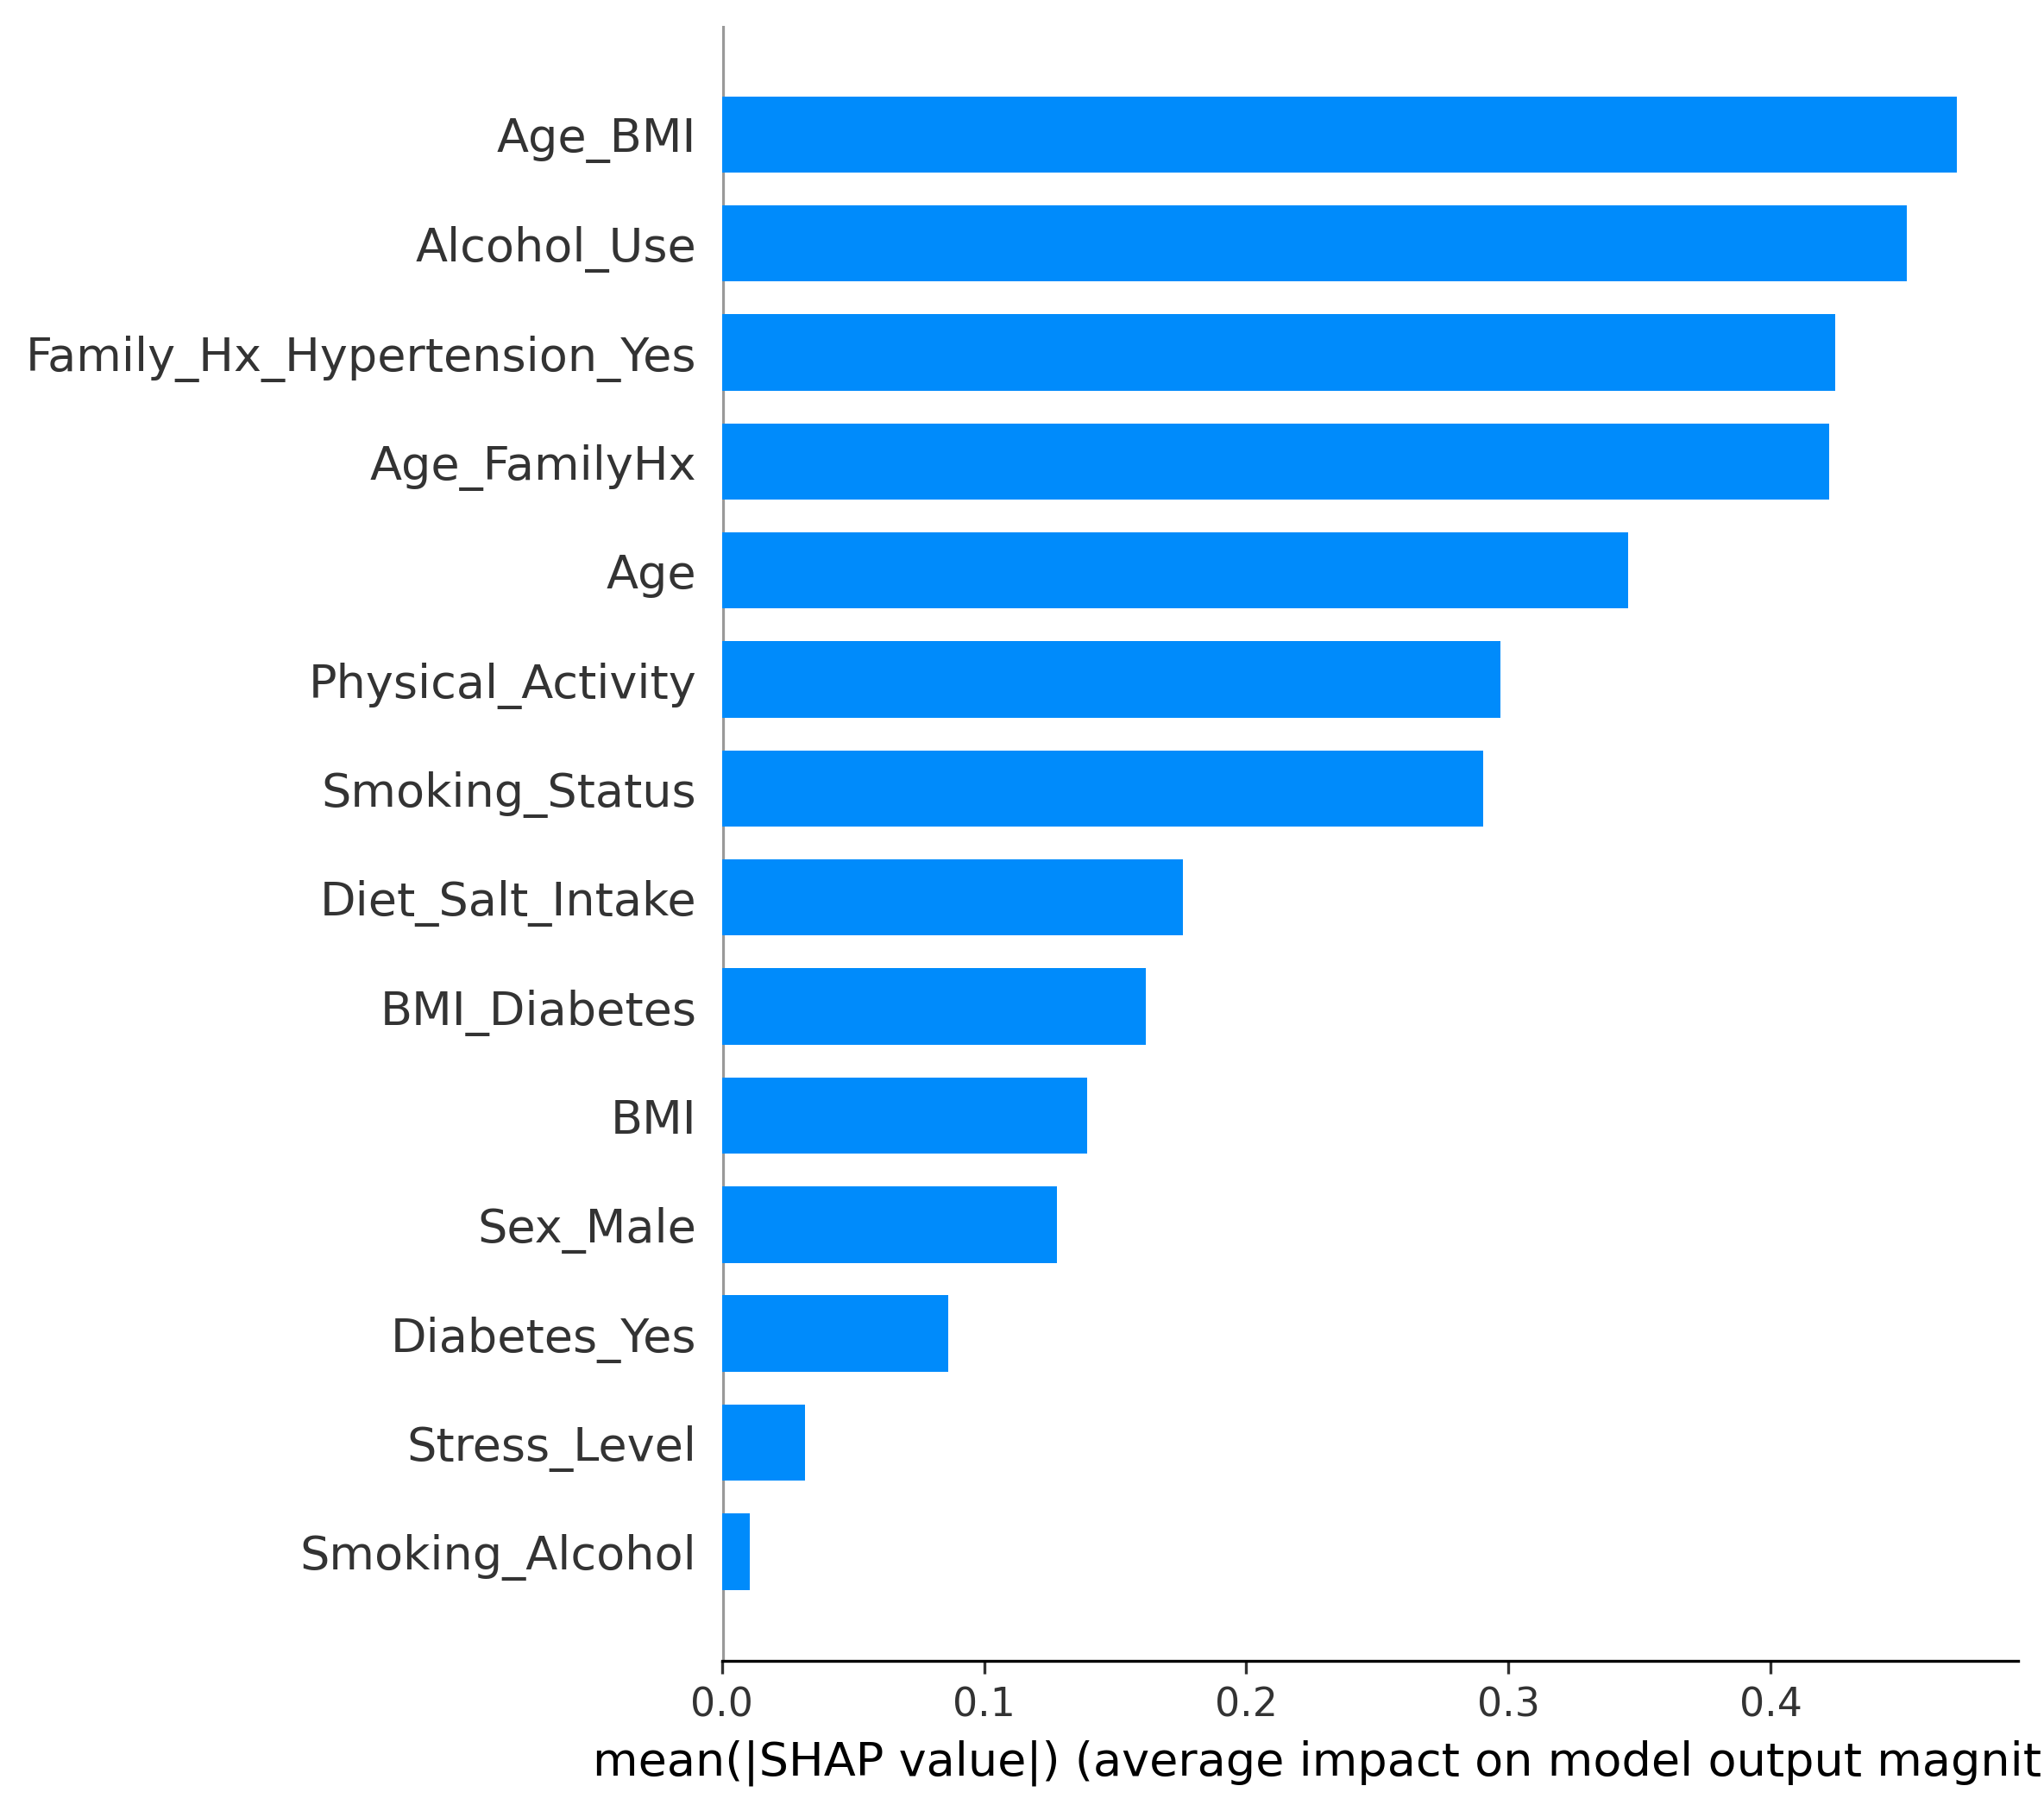 Age_BMI
Alcohol_Use
Family_Hx_Hypertension_Yes
Age_FamilyHx
Age
Physical_Activity
Smoking_Status
Diet_Salt_Intake
BMI_Diabetes
BMI
Sex_Male
Diabetes_Yes
Stress_Level
Smoking_Alcohol
0.0 0.1 0.2 0.3 0.4
mean(|SHAP value|) (average impact on model output magnit